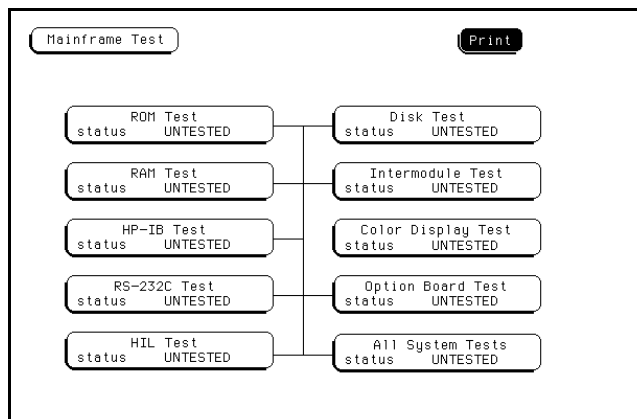 Mainframe Test
Print
ROM Test
status UNTESTED
Disk Test
status UNTESTED
RAM Test
status UNTESTED
Intermodule Test
status UNTESTED
HP-IB Test
status UNTESTED
Color Display Test
status UNTESTED
RS-232C Test
status UNTESTED
Option Board Test
status UNTESTED
HIL Test
status UNTESTED
All System Tests
status UNTESTED